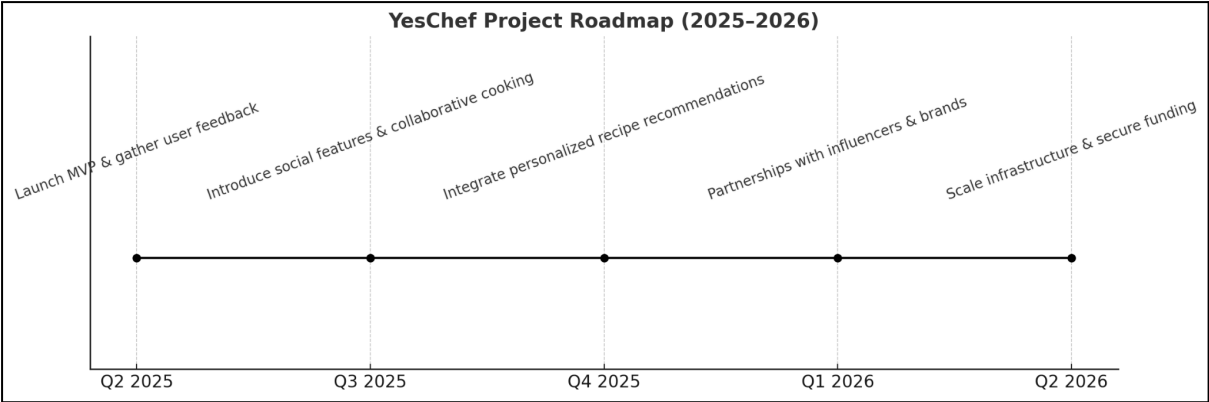 YesChef Project Roadmap (2025–2026)
Launch MVP & gather user feedback
Introduce social features & collaborative cooking
Integrate personalized recipe recommendations
Partnerships with influencers & brands
Scale infrastructure & secure funding
Q2 2025
Q3 2025
Q4 2025
Q1 2026
Q2 2026